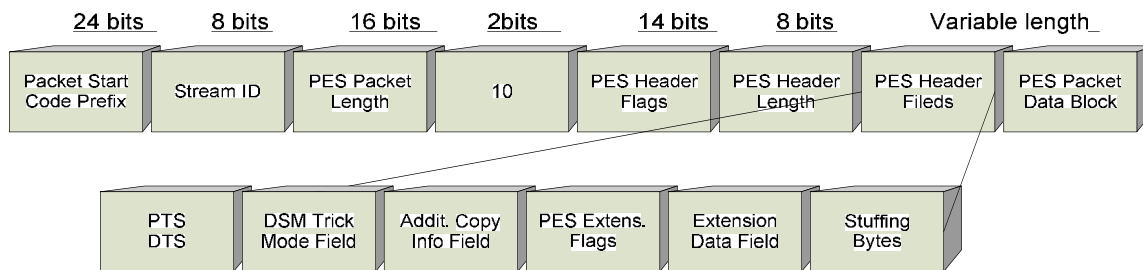 24 bits 8 bits 16 bits 2bits 14 bits 8 bits Variable length
Packet Start
Code Prefix
Stream ID
PES Packet
Length
10
PES Header
Flags
PES Header
Length
PES Header
Fileds
PES Packet
Data Block
PTS
DTS
DSM Trick
Mode Field
Addit. Copy
Info Field
PES Extens.
Flags
Extension
Data Field
Stuffing
Bytes